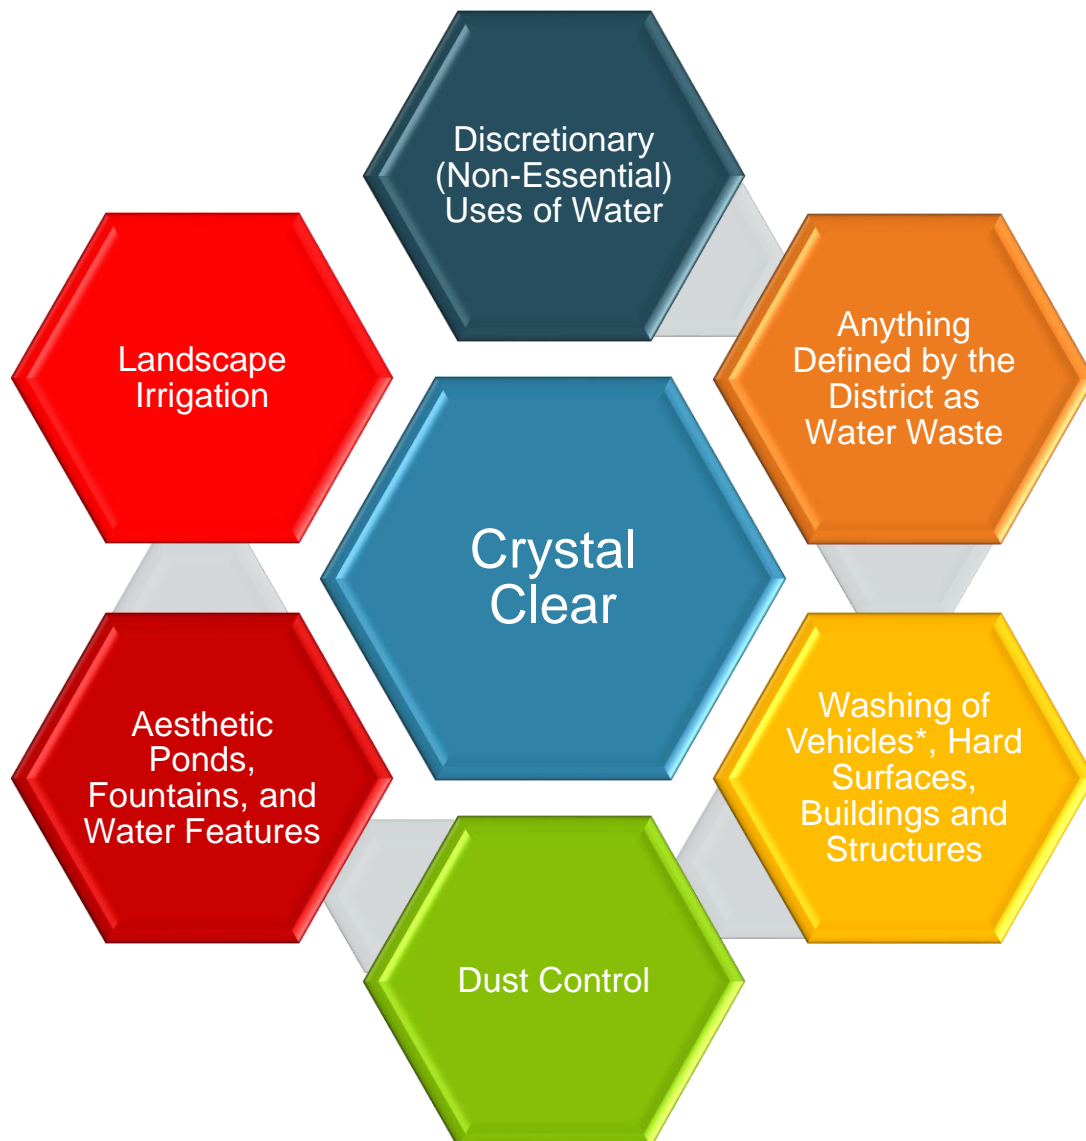 Discretionary
(Non-Essential)
Uses of Water
Anything
Defined by the
District as
Water Waste
Washing of
Vehicles*, Hard
Surfaces,
Buildings and
Structures
Dust Control
Aesthetic
Ponds,
Fountains, and
Water Features
Landscape
Irrigation
Crystal
Clear